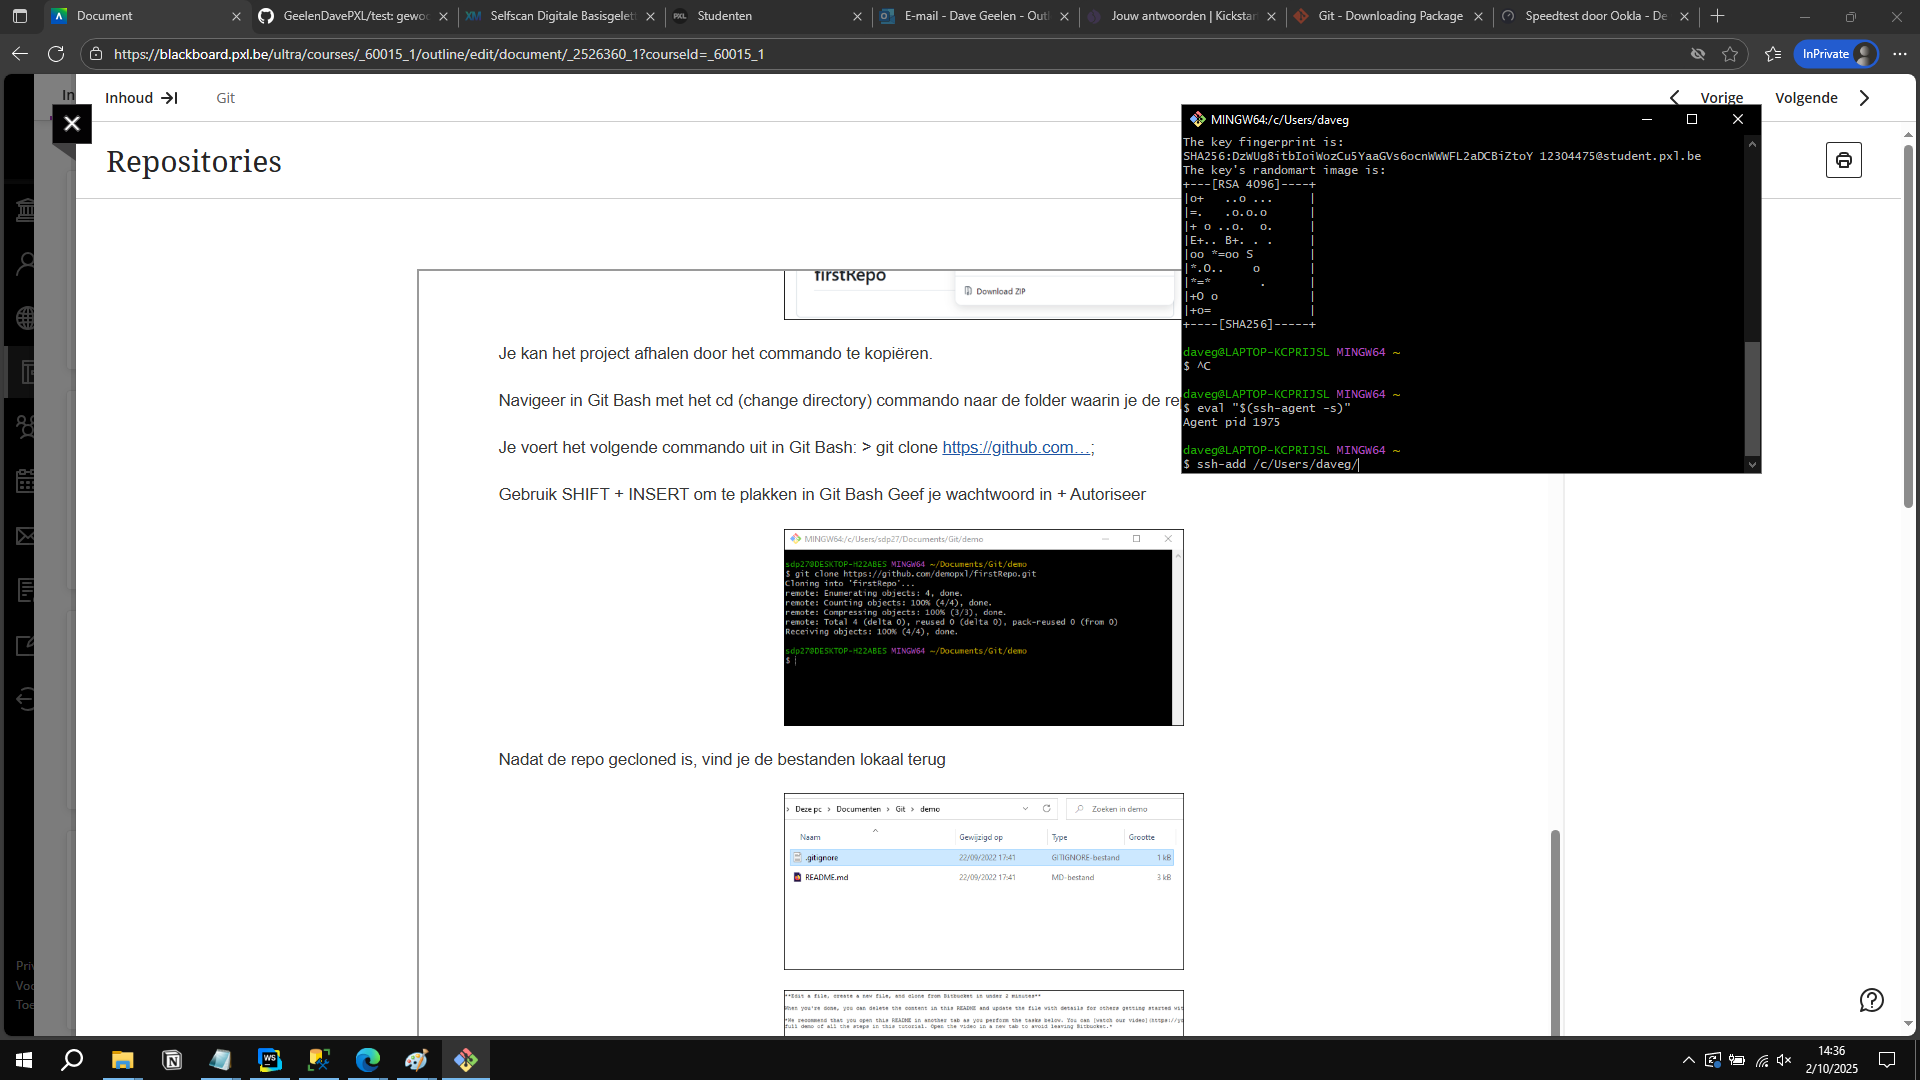 Document
GeelenDavePXL/test: gewoo
Selfscan Digitale Basisgelett
Studenten
E-mail - Dave Geelen - Outl
Jouw antwoorden | Kickstar
Git - Downloading Package
Speedtest door Ookla - De
https://blackboard.pxl.be/ultra/courses/_60015_1/outline/edit/document/_2526360_1?courseId=_60015_1
InPrivate
In
Inhoud
Git
Vorige
Volgende
Repositories
MINGW64:/c/Users/daveg
The key fingerprint is:
SHA256:DzWUg8itbIoiWozCu5YaaGVs6ocnWWWFL2aDCBiZtoY 12304475@student.pxl.be
The key's randomart image is:
+---[RSA 4096]----+
|o+   ..o ...     |
|=.   .o.o.o      |
|+ o ..o.  o.     |
|E+.. B+. . .     |
|oo *=oo S        |
|*.O..    o       |
|*=*       .      |
|+O o             |
|+o=              |
+----[SHA256]-----+
daveg@LAPTOP-KCPRIJSL MINGW64 ~
$ ^C
daveg@LAPTOP-KCPRIJSL MINGW64 ~
$ eval "$(ssh-agent -s)"
Agent pid 1975
daveg@LAPTOP-KCPRIJSL MINGW64 ~
$ ssh-add /c/Users/daveg/
firstRepo
Download ZIP
Je kan het project afhalen door het commando te kopiëren.
Navigeer in Git Bash met het cd (change directory) commando naar de folder waarin je de re
Je voert het volgende commando uit in Git Bash: > git clone https://github.com…;
Gebruik SHIFT + INSERT om te plakken in Git Bash Geef je wachtwoord in + Autoriseer
MINGW64:/c/Users/sdp27/Documents/Git/demo
sdp27@DESKTOP-H22ABES MINGW64 ~/Documents/Git/demo
$ git clone https://github.com/demopxl/firstRepo.git
Cloning into 'firstRepo'...
remote: Enumerating objects: 4, done.
remote: Counting objects: 100% (4/4), done.
remote: Compressing objects: 100% (3/3), done.
remote: Total 4 (delta 0), reused 0 (delta 0), pack-reused 0 (from 0)
Receiving objects: 100% (4/4), done.
sdp27@DESKTOP-H22ABES MINGW64 ~/Documents/Git/demo
$
Nadat de repo gecloned is, vind je de bestanden lokaal terug
Deze pc > Documenten > Git > demo
Zoeken in demo
Naam
Gewijzigd op
Type
Grootte
.gitignore
22/09/2022 17:41
GITIGNORE-bestand
1 kB
README.md
22/09/2022 17:41
MD-bestand
3 kB
**Edit a file, create a new file, and clone from Bitbucket in under 2 minutes**
When you're done, you can delete the content in this README and update the file with details for others getting started wit
*We recommend that you open this README in another tab as you perform the tasks below. You can [watch our video](https://yo
full demo of all the steps in this tutorial. Open the video in a new tab to avoid leaving Bitbucket.*
Priv
Voo
Toe
14:36
2/10/2025